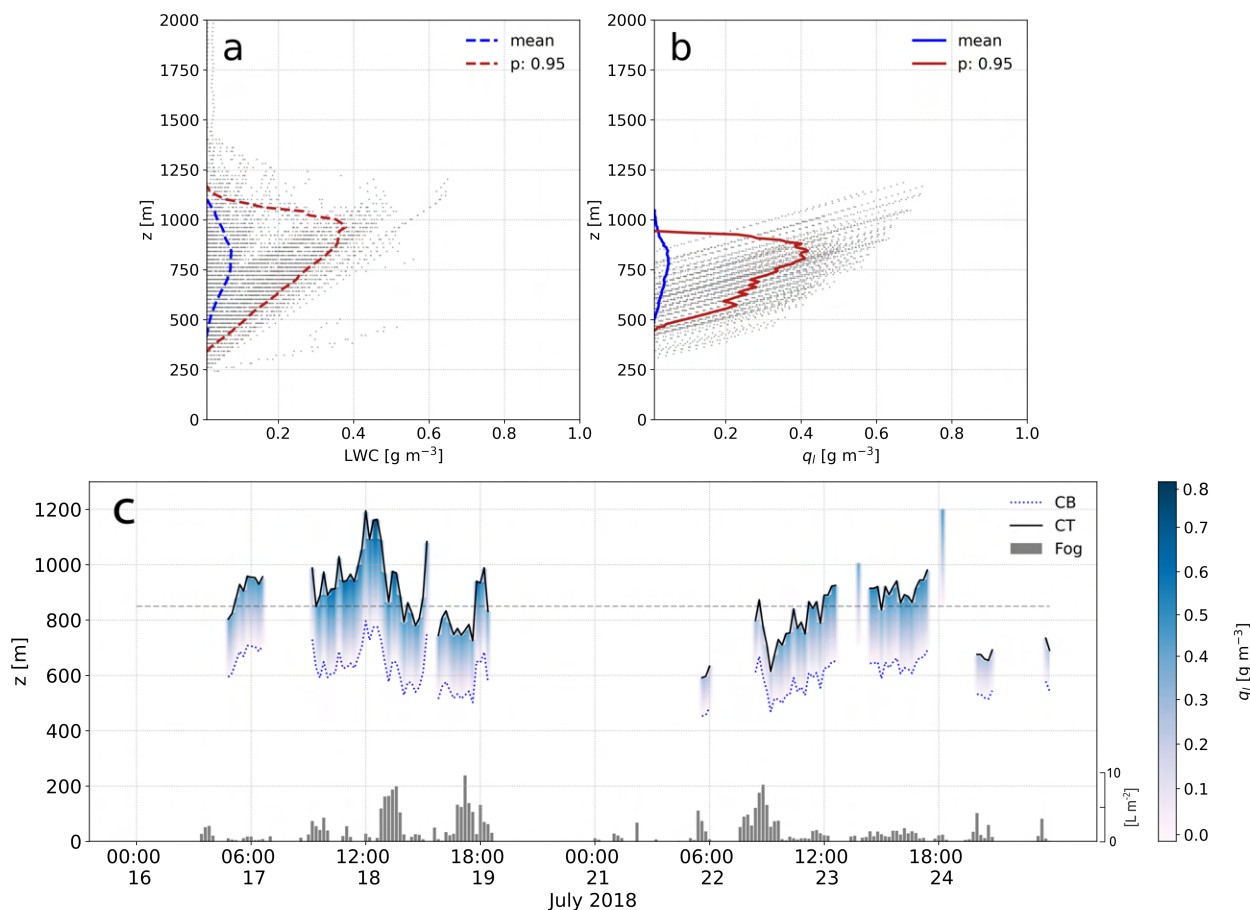 a
mean
p: 0.95
2000
1750
1500
1250
1000
750
500
250
0
z [m]
0.2 0.4 0.6 0.8 1.0
LWC [g m⁻³]
b
mean
p: 0.95
2000
1750
1500
1250
1000
750
500
250
0
z [m]
0.2 0.4 0.6 0.8 1.0
qₗ [g m⁻³]
c
CB
CT
Fog
1200
1000
800
600
400
200
0
z [m]
10
0
[L m⁻²]
00:00 06:00 12:00 18:00 00:00 06:00 12:00 18:00
16 17 18 19 21 22 23 24
July 2018
0.8
0.7
0.6
0.5
0.4
0.3
0.2
0.1
0.0
qₗ [g m⁻³]